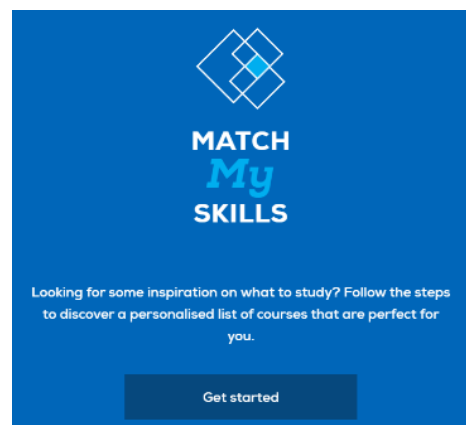 MATCH
My
SKILLS
Looking for some inspiration on what to study? Follow the steps
to discover a personalised list of courses that are perfect for
you.
Get started